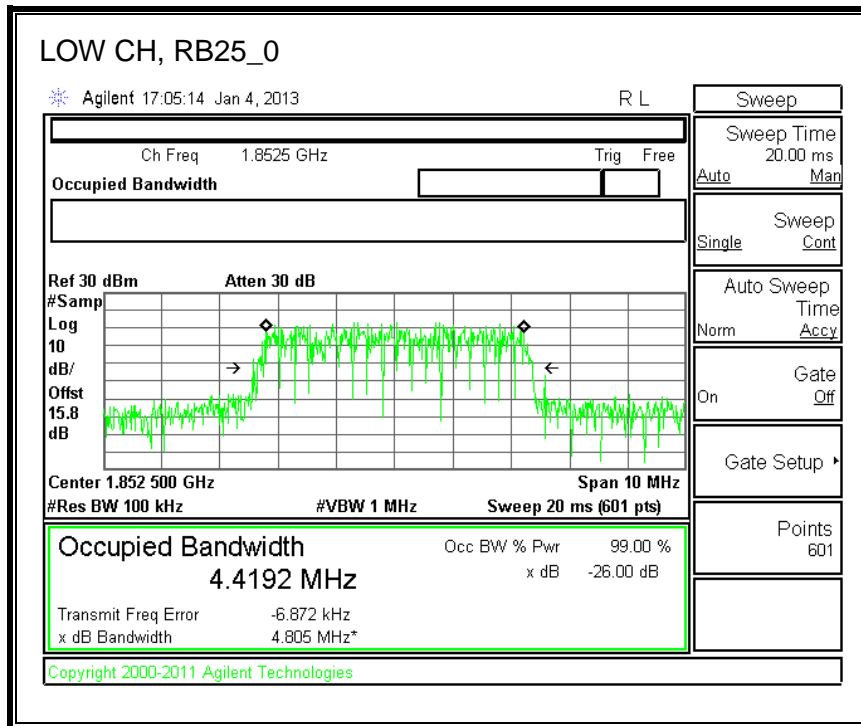 LOW CH, RB25_0
Agilent 17:05:14 Jan 4, 2013 R L
Ch Freq 1.8525 GHz Trig Free
Occupied Bandwidth
Ref 30 dBm Atten 30 dB
#Samp
Log
10
dB/
Offst
15.8
dB
Center 1.852 500 GHz Span 10 MHz
#Res BW 100 kHz #VBW 1 MHz Sweep 20 ms (601 pts)
Occupied Bandwidth Occ BW % Pwr 99.00 %
4.4192 MHz x dB -26.00 dB
Transmit Freq Error -6.872 kHz
x dB Bandwidth 4.805 MHz*
Copyright 2000-2011 Agilent Technologies
Sweep
Sweep Time
20.00 ms
Auto Man
Sweep
Single Cont
Auto Sweep
Time
Norm Accy
Gate
On Off
Gate Setup
Points
601